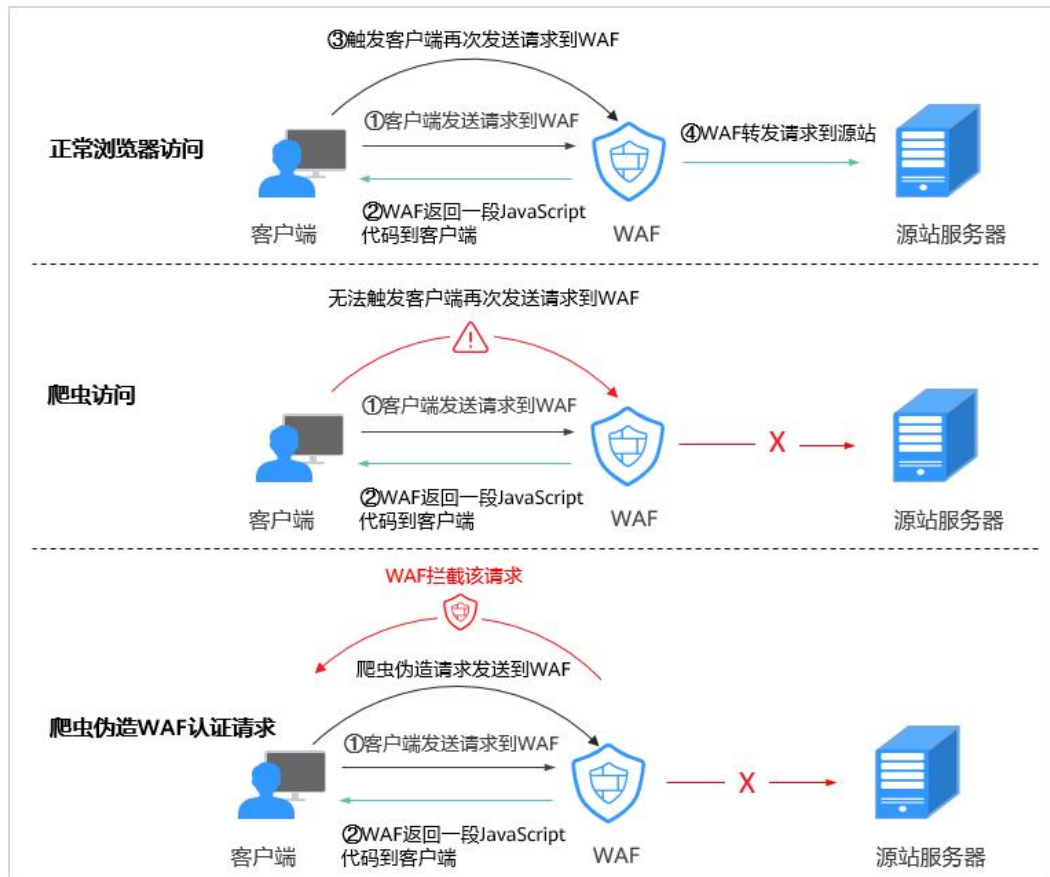 ③触发客户端再次发送请求到WAF
①客户端发送请求到WAF
④WAF转发请求到源站
正常浏览器访问
②WAF返回一段JavaScript
代码到客户端
客户端
WAF
源站服务器
无法触发客户端再次发送请求到WAF
爬虫访问
①客户端发送请求到WAF
X
②WAF返回一段JavaScript
代码到客户端
客户端
WAF
源站服务器
WAF拦截该请求
爬虫伪造请求发送到WAF
爬虫伪造WAF认证请求
①客户端发送请求到WAF
X
②WAF返回一段JavaScript
代码到客户端
客户端
WAF
源站服务器